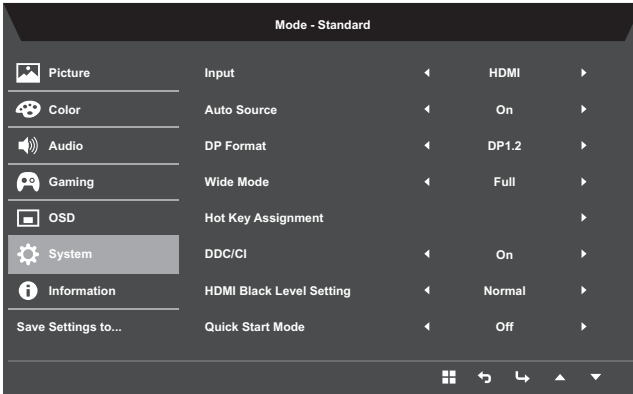 Mode - Standard
Picture
Input HDMI
Color
Auto Source On
Audio
DP Format DP1.2
Gaming
Wide Mode Full
OSD
Hot Key Assignment
System
DDC/CI On
Information
HDMI Black Level Setting Normal
Save Settings to...
Quick Start Mode Off